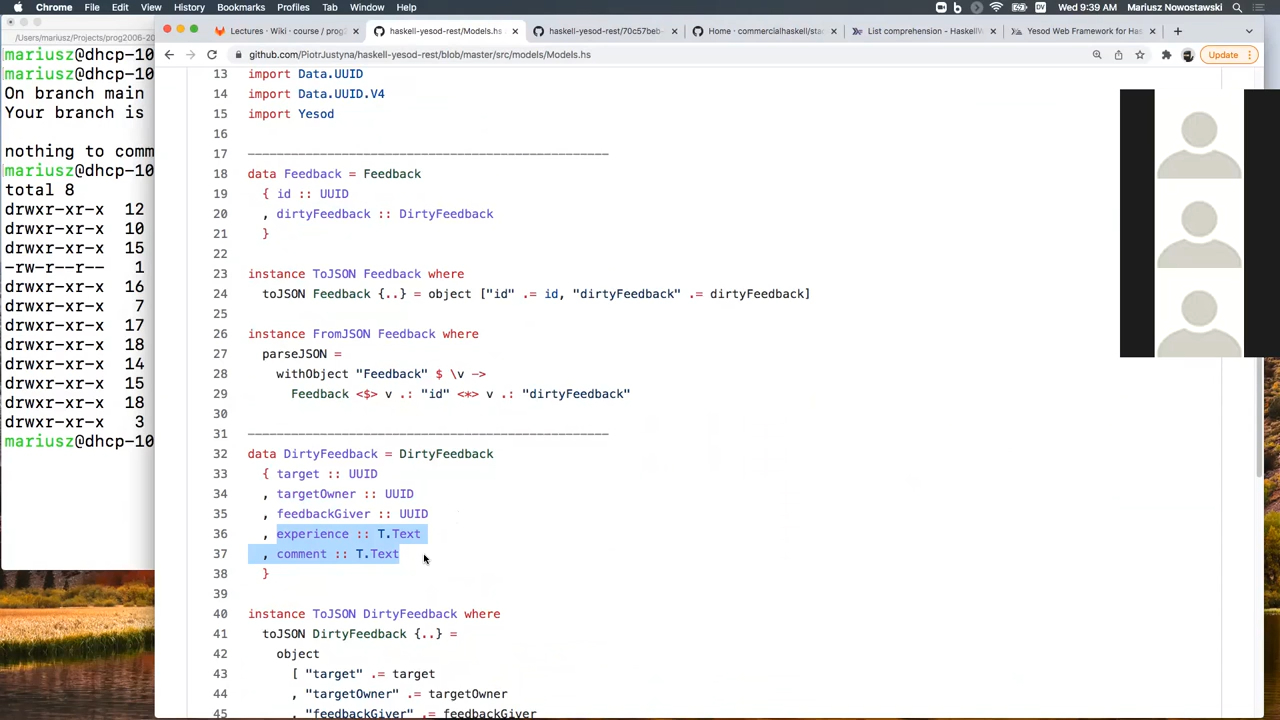 Chrome File Edit View History Bookmarks Profiles Tab Window Help
Wed 9:39 AM Mariusz Nowostawski
/Users/mariusz/Projects/prog2006-20
mariusz@dhcp-10
mariusz@dhcp-10
On branch main
Your branch is
nothing to comm
mariusz@dhcp-10
total 8
drwxr-xr-x 12
drwxr-xr-x 10
drwxr-xr-x 15
-rw-r--r-- 1
drwxr-xr-x 16
drwxr-xr-x 7
drwxr-xr-x 17
drwxr-xr-x 18
drwxr-xr-x 14
drwxr-xr-x 15
drwxr-xr-x 18
drwxr-xr-x 3
mariusz@dhcp-10
Lectures · Wiki · course / prog2
haskell-yesod-rest/Models.hs
haskell-yesod-rest/70c57beb-
Home · commercialhaskell/stac
List comprehension - HaskellW
Yesod Web Framework for Has
github.com/PiotrJustyna/haskell-yesod-rest/blob/master/src/models/Models.hs
Update
13 import Data.UUID
14 import Data.UUID.V4
15 import Yesod
16
17 --------------------------------------------------
18 data Feedback = Feedback
19 { id :: UUID
20 , dirtyFeedback :: DirtyFeedback
21 }
22
23 instance ToJSON Feedback where
24 toJSON Feedback {..} = object ["id" .= id, "dirtyFeedback" .= dirtyFeedback]
25
26 instance FromJSON Feedback where
27 parseJSON =
28 withObject "Feedback" $ \v ->
29 Feedback <$> v .: "id" <*> v .: "dirtyFeedback"
30
31 --------------------------------------------------
32 data DirtyFeedback = DirtyFeedback
33 { target :: UUID
34 , targetOwner :: UUID
35 , feedbackGiver :: UUID
36 , experience :: T.Text
37 , comment :: T.Text
38 }
39
40 instance ToJSON DirtyFeedback where
41 toJSON DirtyFeedback {..} =
42 object
43 [ "target" .= target
44 , "targetOwner" .= targetOwner
45 , "feedbackGiver" .= feedbackGiver